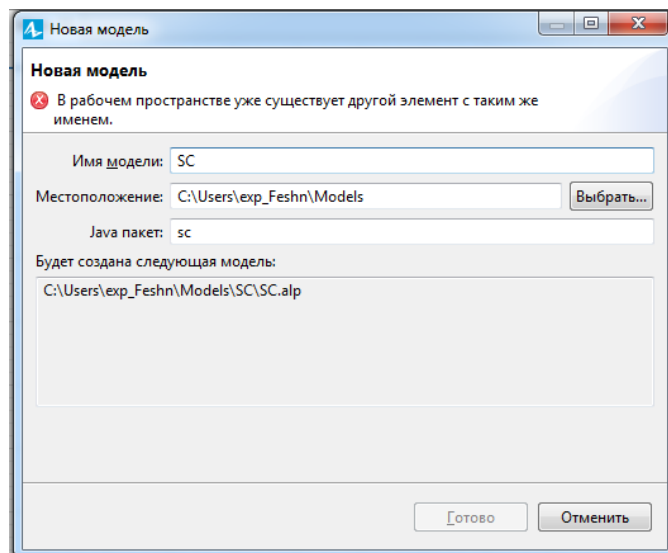 Новая модель
Новая модель
В рабочем пространстве уже существует другой элемент с таким же
именем.
Имя модели: SC
Местоположение: C:\Users\exp_Feshn\Models Выбрать...
Java пакет: sc
Будет создана следующая модель:
C:\Users\exp_Feshn\Models\SC\SC.alp
Готово Отменить